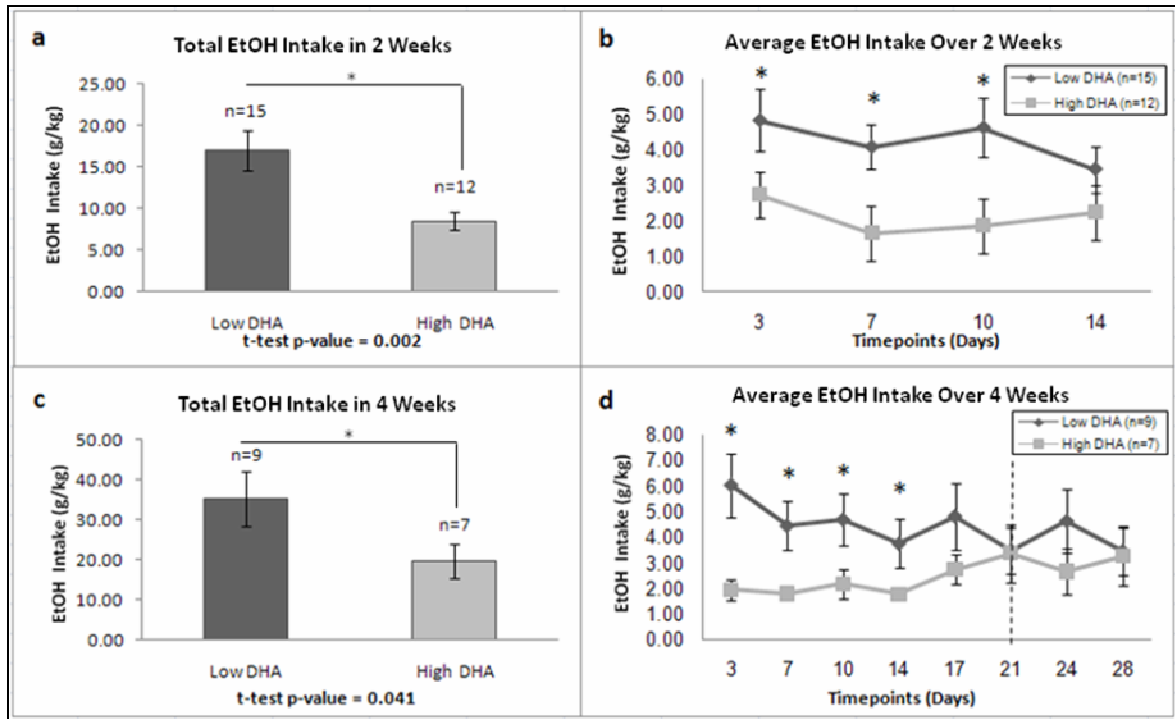 a
Total EtOH Intake in 2 Weeks
*
25.00
20.00
15.00
10.00
5.00
0.00
EtOH Intake (g/kg)
n=15
n=12
Low DHA
High DHA
t-test p-value = 0.002
b
Average EtOH Intake Over 2 Weeks
Low DHA (n=15)
High DHA (n=12)
* * *
6.00
5.00
4.00
3.00
2.00
1.00
0.00
EtOH Intake (g/kg)
3 7 10 14
Timepoints (Days)
c
Total EtOH Intake in 4 Weeks
*
50.00
40.00
30.00
20.00
10.00
0.00
EtOH Intake (g/kg)
n=9
n=7
Low DHA
High DHA
t-test p-value = 0.041
d
Average EtOH Intake Over 4 Weeks
Low DHA (n=9)
High DHA (n=7)
* * * *
8.00
7.00
6.00
5.00
4.00
3.00
2.00
1.00
0.00
EtOH Intake (g/kg)
3 7 10 14 17 21 24 28
Timepoints (Days)